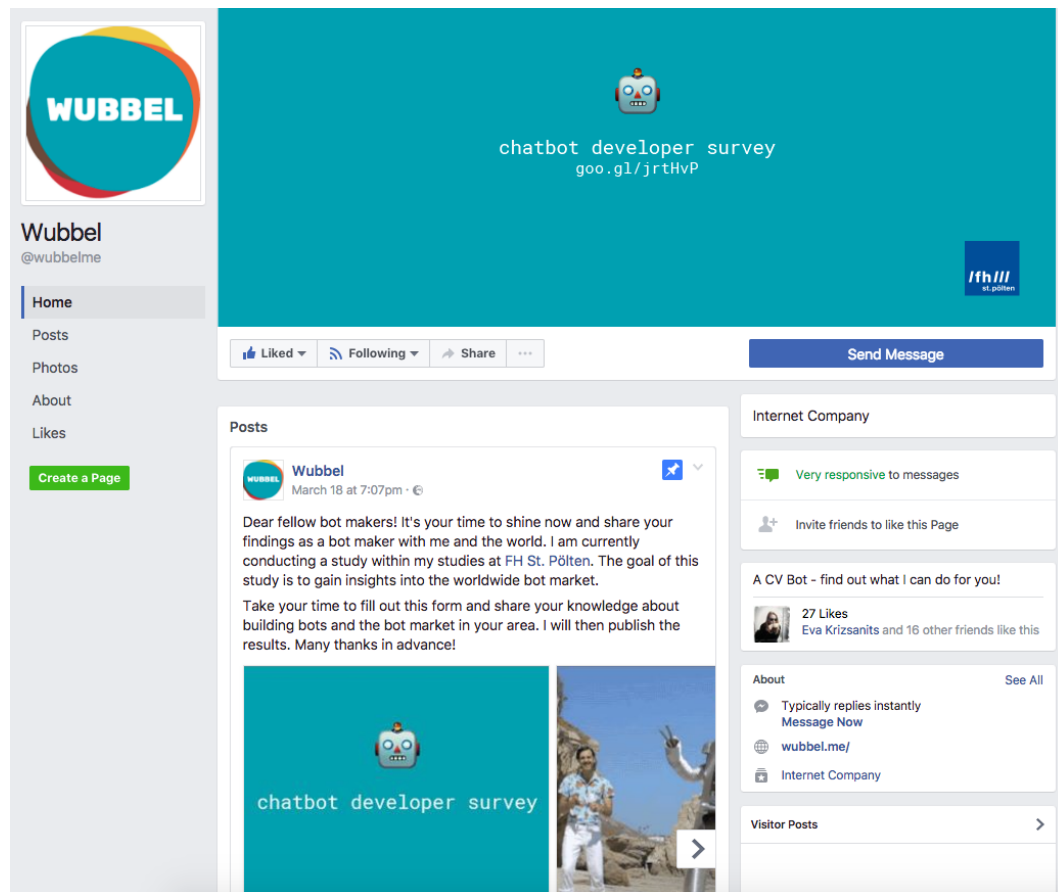 WUBBEL
Wubbel
@wubbelme
Home
Posts
Photos
About
Likes
Create a Page
chatbot developer survey
goo.gl/jrtHvP
/fh///
st.pölten
Liked
Following
Share
Send Message
Posts
WUBBEL
Wubbel
March 18 at 7:07pm ·
Dear fellow bot makers! It's your time to shine now and share your
findings as a bot maker with me and the world. I am currently
conducting a study within my studies at FH St. Pölten. The goal of this
study is to gain insights into the worldwide bot market.
Take your time to fill out this form and share your knowledge about
building bots and the bot market in your area. I will then publish the
results. Many thanks in advance!
chatbot developer survey
Internet Company
Very responsive to messages
Invite friends to like this Page
A CV Bot - find out what I can do for you!
27 Likes
Eva Krizsanits and 16 other friends like this
About
See All
Typically replies instantly
Message Now
wubbel.me/
Internet Company
Visitor Posts